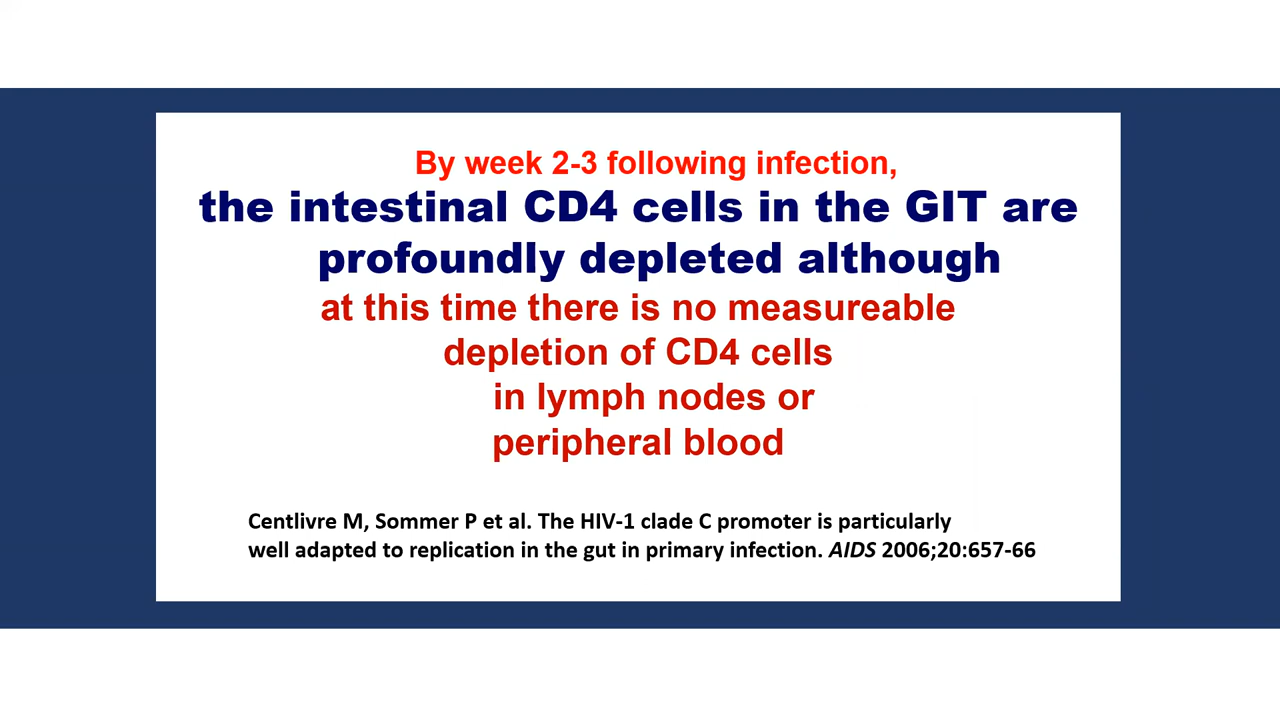 By week 2-3 following infection,
the intestinal CD4 cells in the GIT are
profoundly depleted although
at this time there is no measureable
depletion of CD4 cells
in lymph nodes or
peripheral blood
Centlivre M, Sommer P et al. The HIV-1 clade C promoter is particularly
well adapted to replication in the gut in primary infection. AIDS 2006;20:657-66